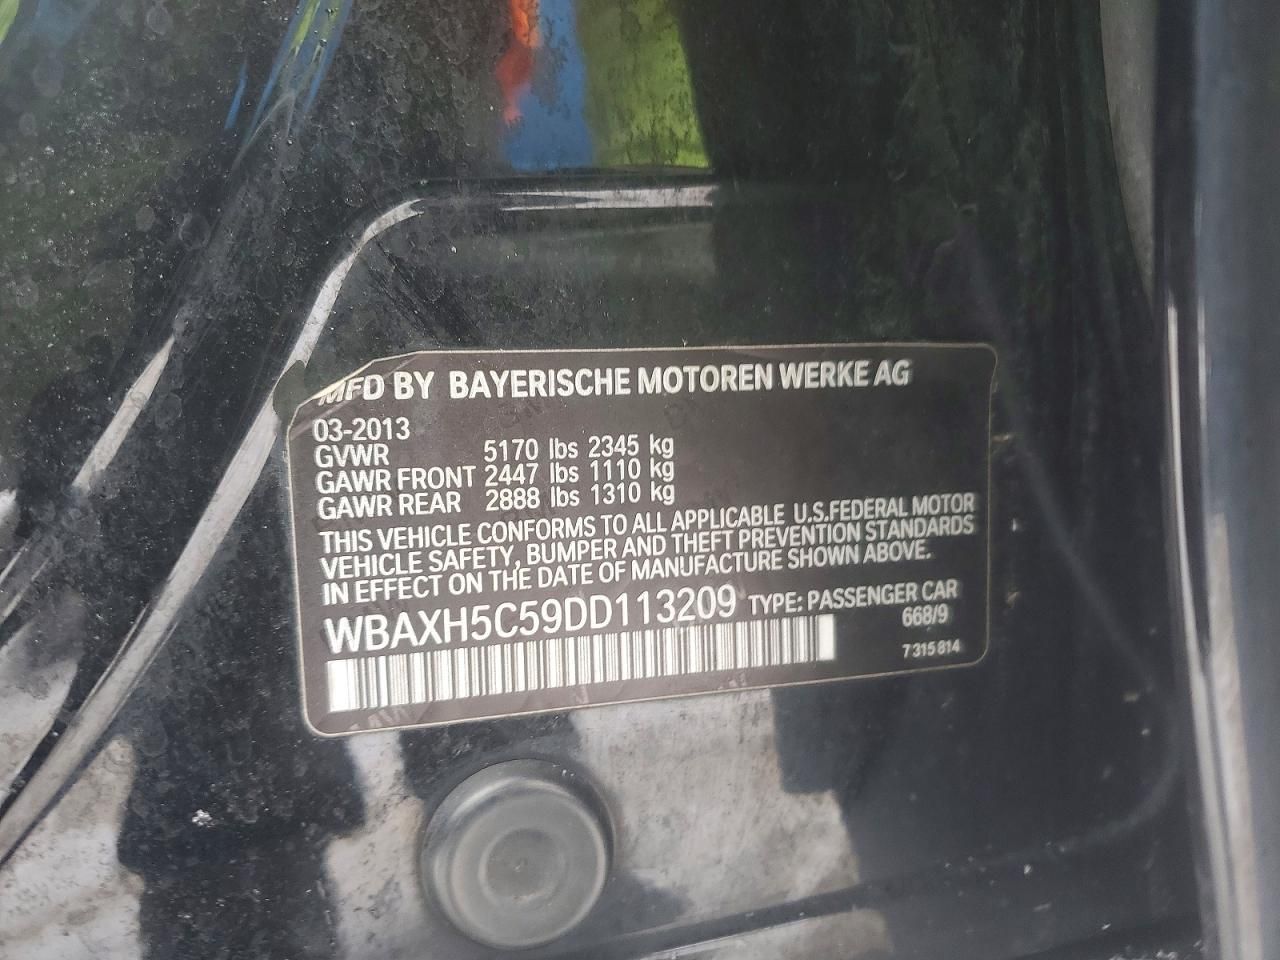 MFD BY BAYERISCHE MOTOREN WERKE AG
03-2013
GVWR 5170 lbs 2345 kg
GAWR FRONT 2447 lbs 1110 kg
GAWR REAR 2888 lbs 1310 kg
THIS VEHICLE CONFORMS TO ALL APPLICABLE U.S.FEDERAL MOTOR
VEHICLE SAFETY, BUMPER AND THEFT PREVENTION STANDARDS
IN EFFECT ON THE DATE OF MANUFACTURE SHOWN ABOVE.
WBAXH5C59DD113209 TYPE: PASSENGER CAR
668/9
7 315 814